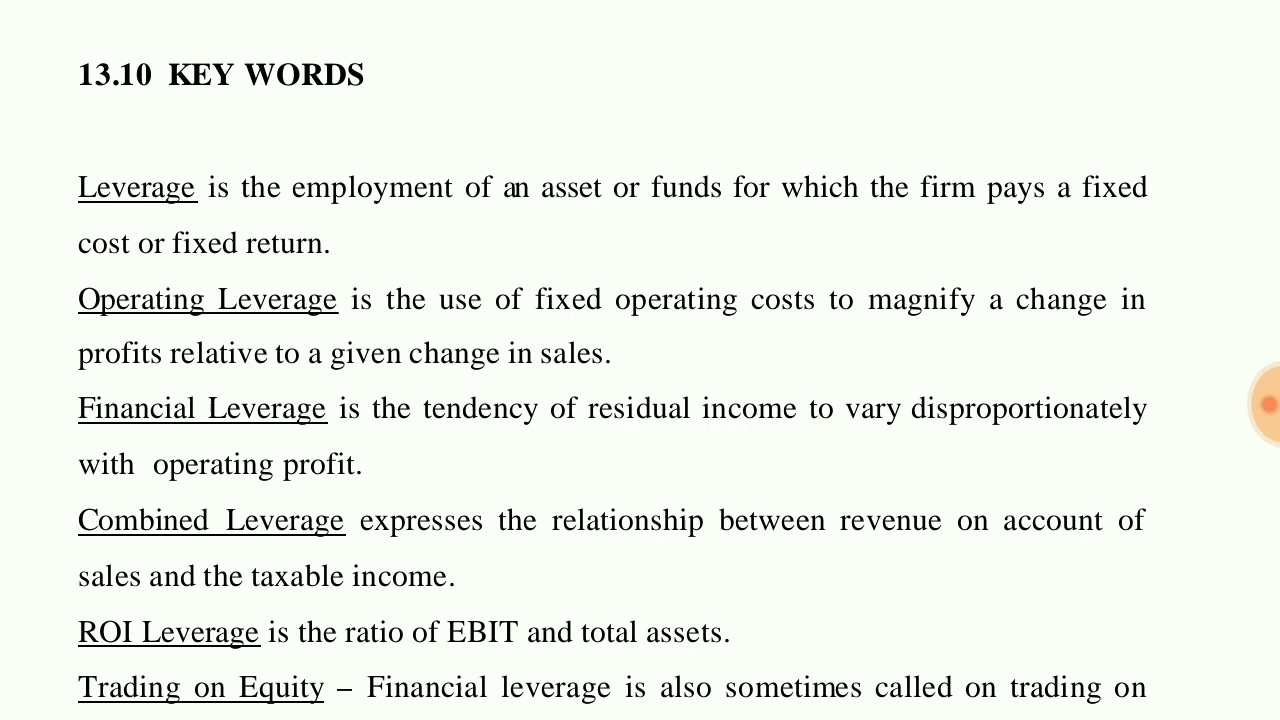 13.10 KEY WORDS
Leverage is the employment of an asset or funds for which the firm pays a fixed
cost or fixed return.
Operating Leverage is the use of fixed operating costs to magnify a change in
profits relative to a given change in sales.
Financial Leverage is the tendency of residual income to vary disproportionately
with operating profit.
Combined Leverage expresses the relationship between revenue on account of
sales and the taxable income.
ROI Leverage is the ratio of EBIT and total assets.
Trading on Equity – Financial leverage is also sometimes called on trading on